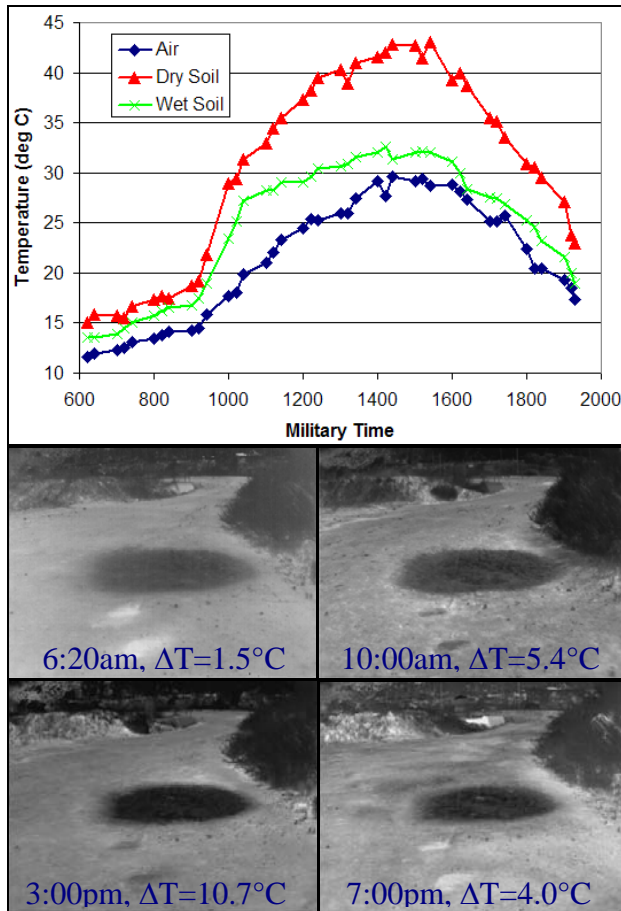 45
40
35
30
25
20
15
10
Temperature (deg C)
Air
Dry Soil
Wet Soil
600 800 1000 1200 1400 1600 1800 2000
Military Time
6:20am, ΔT=1.5°C
10:00am, ΔT=5.4°C
3:00pm, ΔT=10.7°C
7:00pm, ΔT=4.0°C